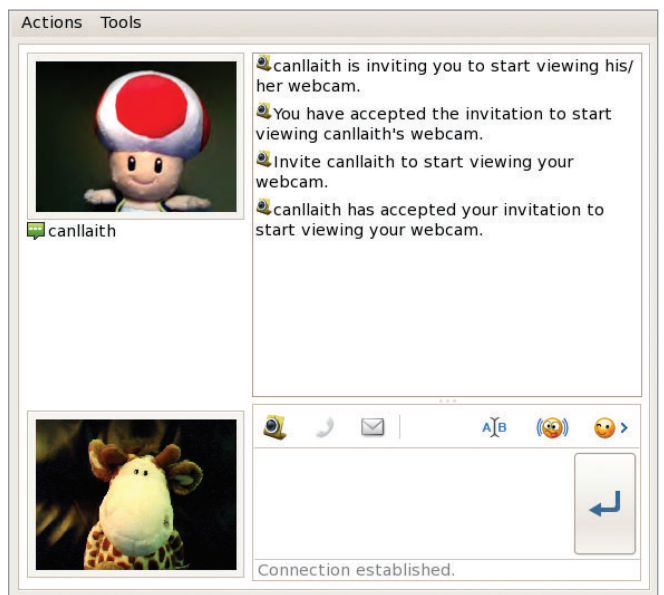 Actions Tools
canllaith is inviting you to start viewing his/
her webcam.
You have accepted the invitation to start
viewing canllaith's webcam.
Invite canllaith to start viewing your
webcam.
canllaith has accepted your invitation to
start viewing your webcam.
canllaith
A B
Connection established.